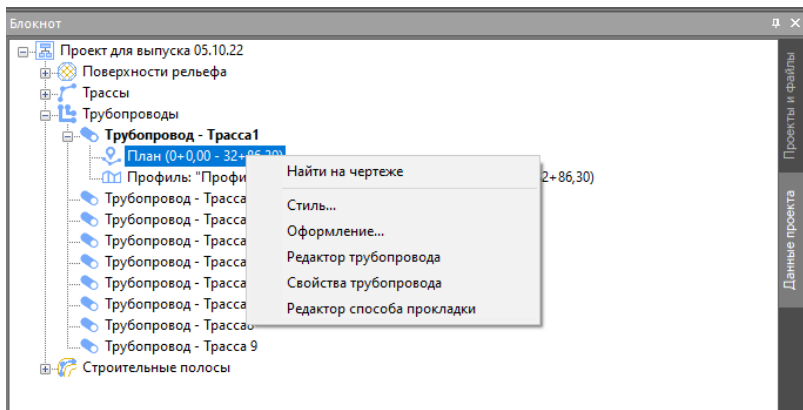 Блокнот
Проект для выпуска 05.10.22
Поверхности рельефа
Трассы
Трубопроводы
Трубопровод - Трасса1
План (0+0,00 - 32+86,30)
Профиль: "Профи 2+86,30)
Трубопровод - Трасса
Трубопровод - Трасса
Трубопровод - Трасса
Трубопровод - Трасса
Трубопровод - Трасса
Трубопровод - Трасса
Трубопровод - Трасса8
Трубопровод - Трасса 9
Строительные полосы
Найти на чертеже
Стиль...
Оформление...
Редактор трубопровода
Свойства трубопровода
Редактор способа прокладки
Проекты и файлы
Данные проекта